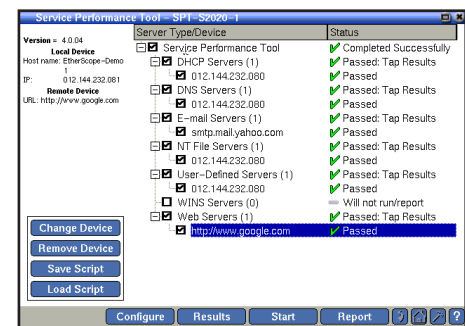 Service Performance Tool - SPT-S2020-1
Server Type/Device Status
Version = 4.0.04
Local Device
Host name: EtherScope-Demo
1
IP: 012.144.232.081
Remote Device
URL: http://www.google.com
Service Performance Tool Completed Successfully
DHCP Servers (1) Passed: Tap Results
012.144.232.080 Passed
DNS Servers (1) Passed: Tap Results
012.144.232.080 Passed
E-mail Servers (1) Passed: Tap Results
smtp.mail.yahoo.com Passed
NT File Servers (1) Passed: Tap Results
012.144.232.080 Passed
User-Defined Servers (1) Passed: Tap Results
012.144.232.080 Passed
WINS Servers (0) Will not run/report
Web Servers (1) Passed: Tap Results
http://www.google.com Passed
Change Device
Remove Device
Save Script
Load Script
Configure Results Start Report ?